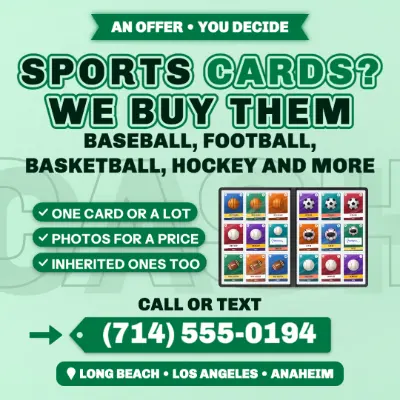 AN OFFER • YOU DECIDE
SPORTS CARDS?
WE BUY THEM
BASEBALL, FOOTBALL,
BASKETBALL, HOCKEY AND MORE
CASH
ONE CARD OR A LOT
PHOTOS FOR A PRICE
INHERITED ONES TOO
CALL OR TEXT
(714) 555-0194
LONG BEACH • LOS ANGELES • ANAHEIM